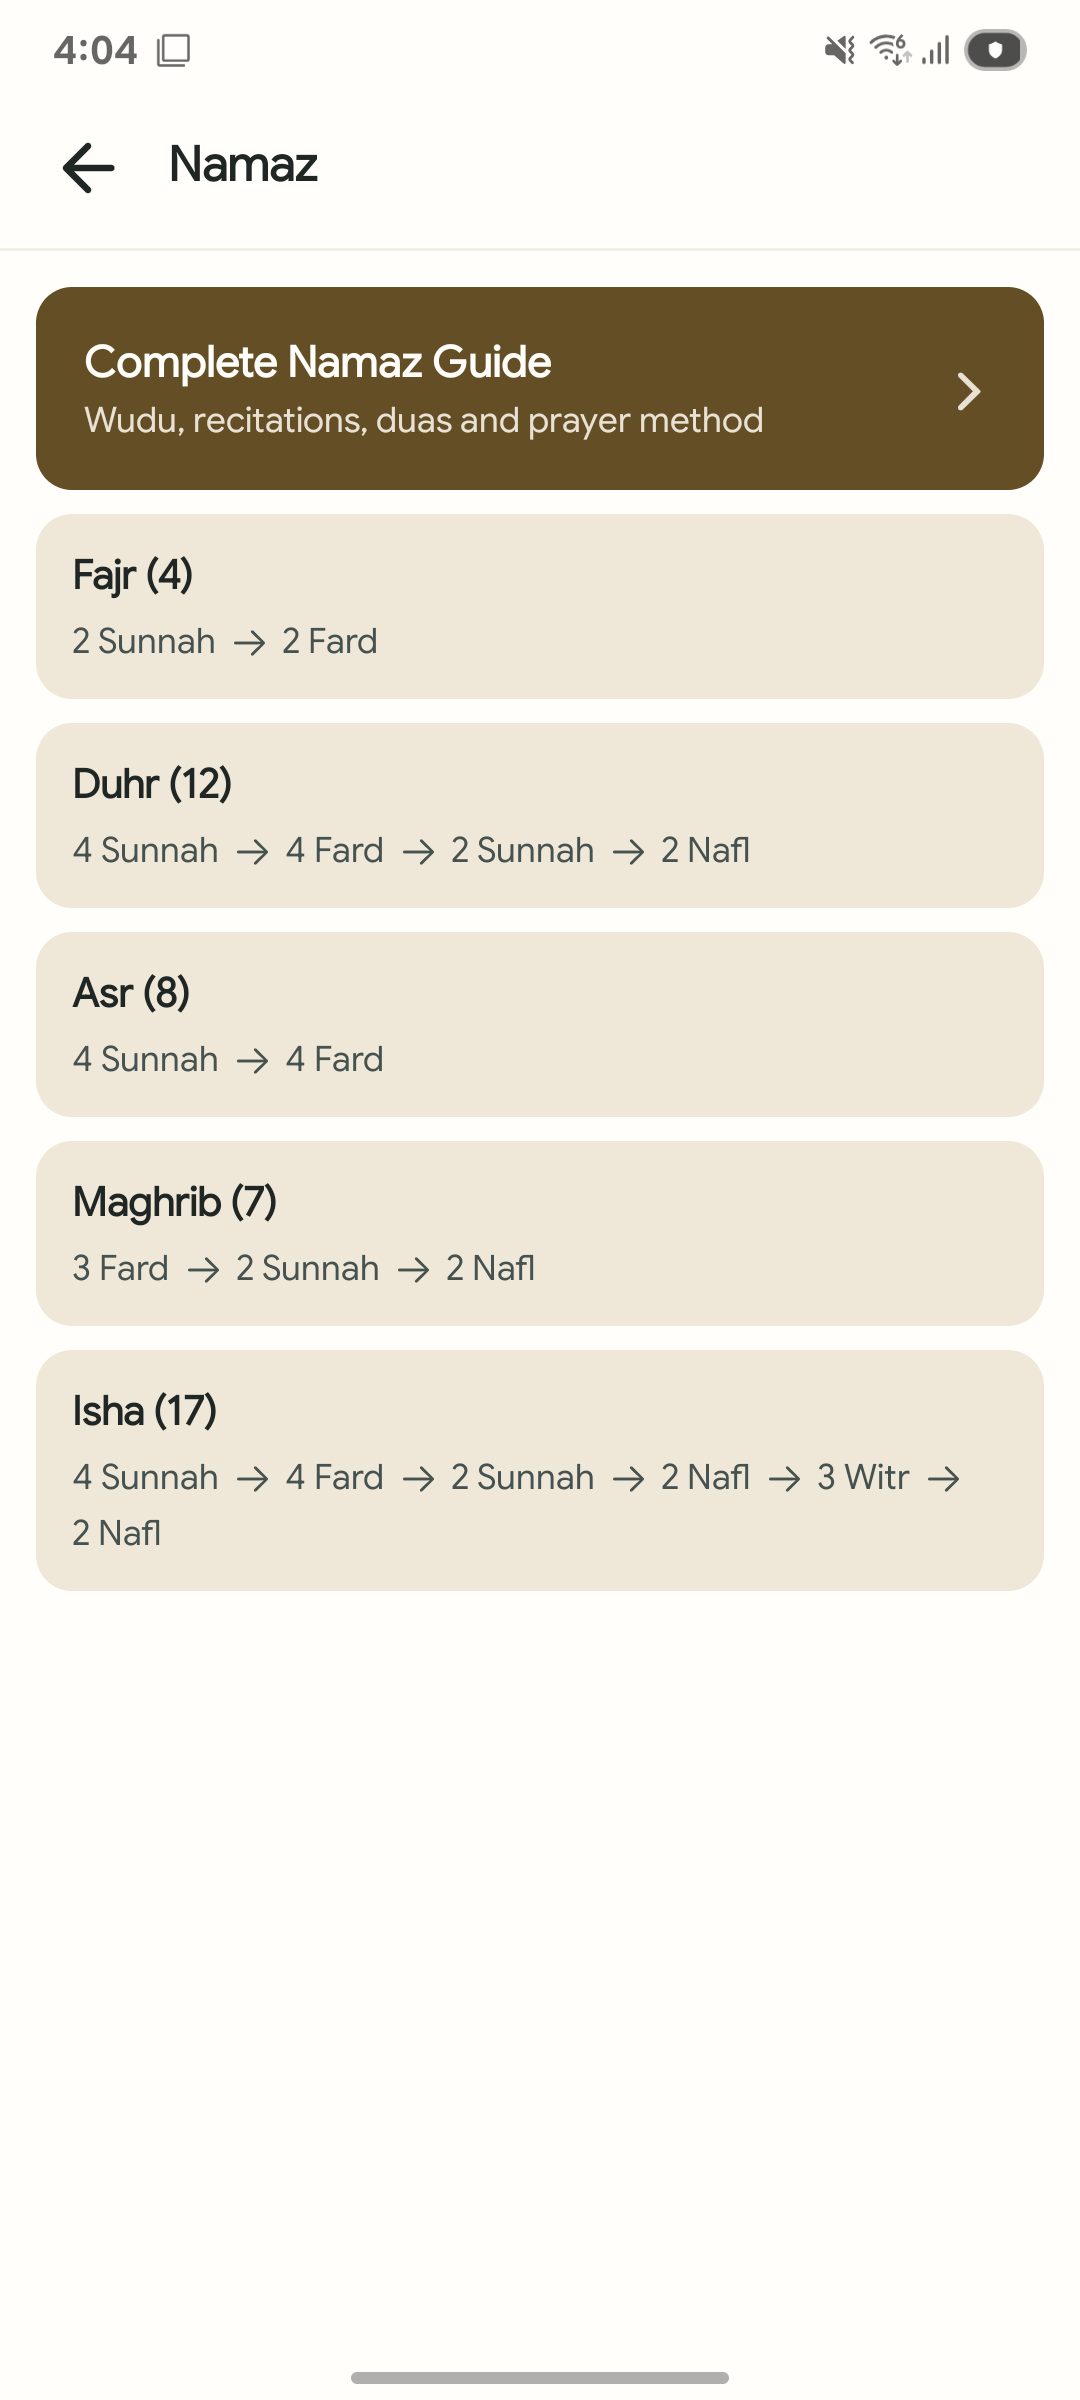 4:04
6
Namaz
Complete Namaz Guide
Wudu, recitations, duas and prayer method
Fajr (4)
2 Sunnah → 2 Fard
Duhr (12)
4 Sunnah → 4 Fard → 2 Sunnah → 2 Nafl
Asr (8)
4 Sunnah → 4 Fard
Maghrib (7)
3 Fard → 2 Sunnah → 2 Nafl
Isha (17)
4 Sunnah → 4 Fard → 2 Sunnah → 2 Nafl → 3 Witr →
2 Nafl